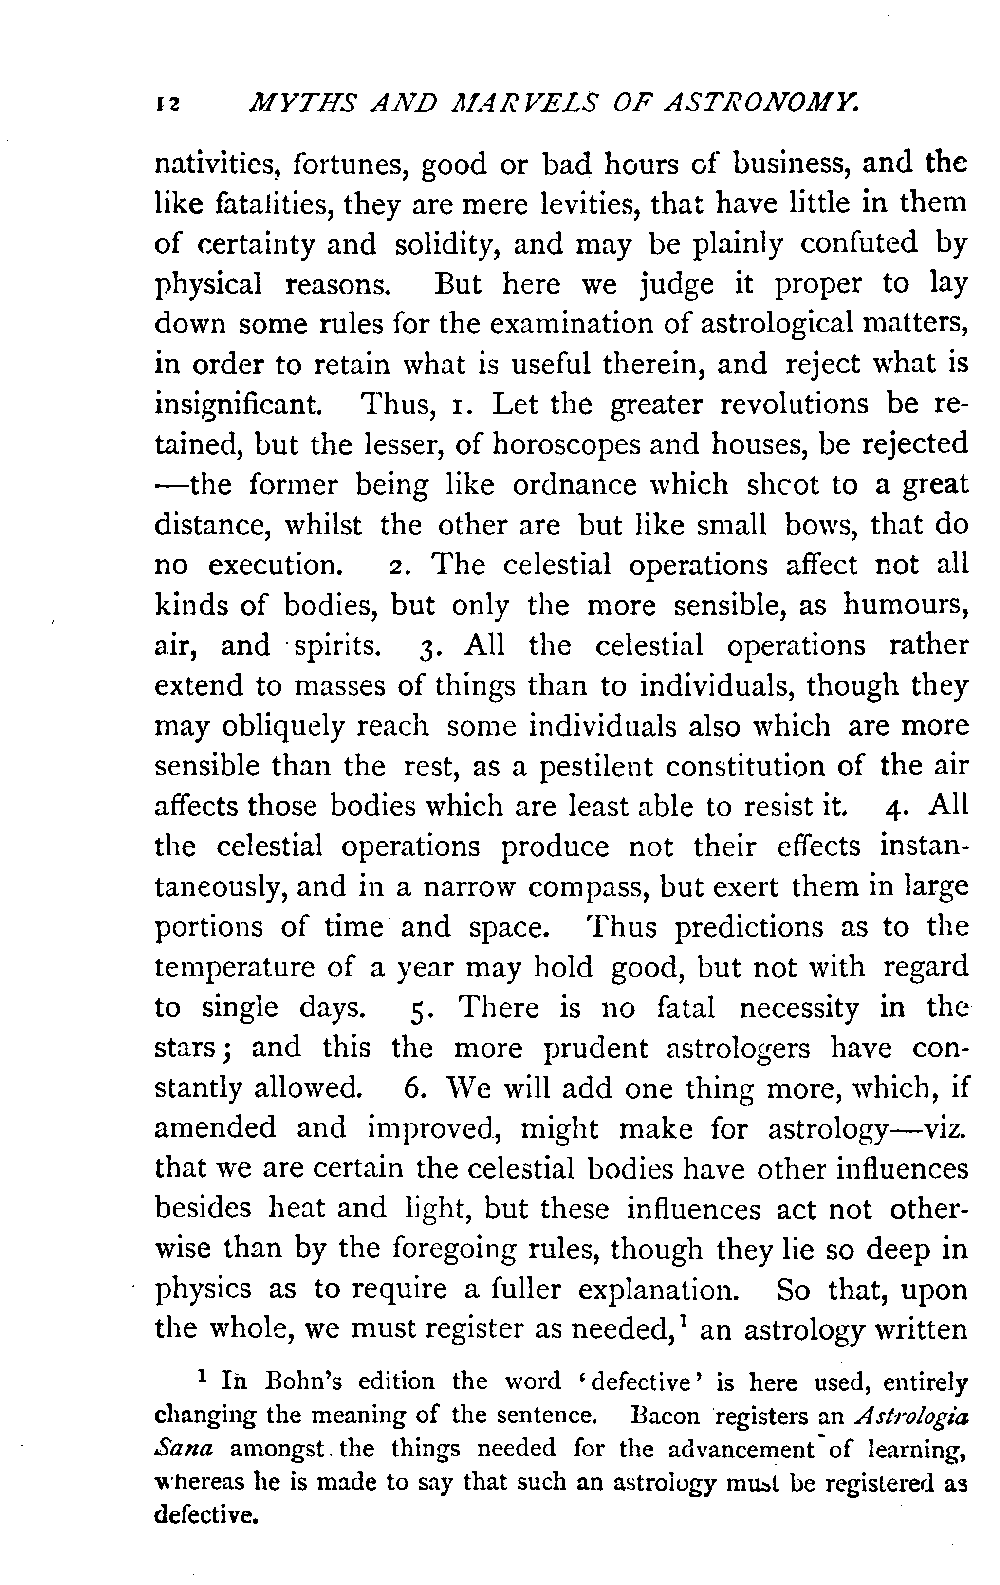 12 MYTHS AND MARVELS OF ASTRONOMY.
nativities, fortunes, good or bad hours of business, and the
like fatalities, they are mere levities, that have little in them
of certainty and solidity, and may be plainly confuted by
physical reasons. But here we judge it proper to lay
down some rules for the examination of astrological matters,
in order to retain what is useful therein, and reject what is
insignificant. Thus, 1. Let the greater revolutions be re-
tained, but the lesser, of horoscopes and houses, be rejected
—the former being like ordnance which shoot to a great
distance, whilst the other are but like small bows, that do
no execution. 2. The celestial operations affect not all
kinds of bodies, but only the more sensible, as humours,
air, and spirits. 3. All the celestial operations rather
extend to masses of things than to individuals, though they
may obliquely reach some individuals also which are more
sensible than the rest, as a pestilent constitution of the air
affects those bodies which are least able to resist it. 4. All
the celestial operations produce not their effects instan-
taneously, and in a narrow compass, but exert them in large
portions of time and space. Thus predictions as to the
temperature of a year may hold good, but not with regard
to single days. 5. There is no fatal necessity in the
stars; and this the more prudent astrologers have con-
stantly allowed. 6. We will add one thing more, which, if
amended and improved, might make for astrology—viz.
that we are certain the celestial bodies have other influences
besides heat and light, but these influences act not other-
wise than by the foregoing rules, though they lie so deep in
physics as to require a fuller explanation. So that, upon
the whole, we must register as needed,¹ an astrology written
¹ In Bohn's edition the word 'defective' is here used, entirely
changing the meaning of the sentence. Bacon registers an Astrologia
Sana amongst the things needed for the advancement of learning,
whereas he is made to say that such an astrology must be registered as
defective.